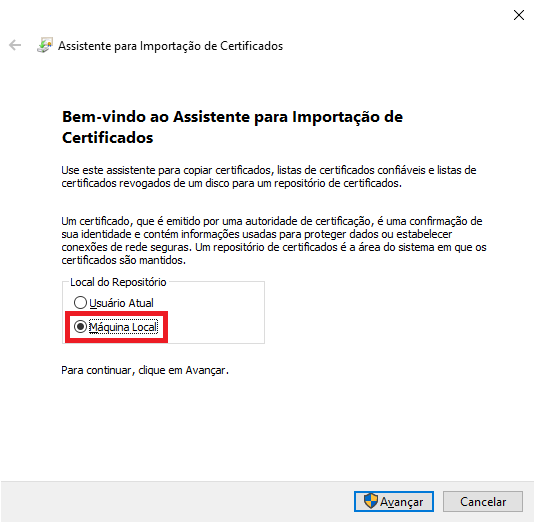 Assistente para Importação de Certificados
Bem-vindo ao Assistente para Importação de
Certificados
Use este assistente para copiar certificados, listas de certificados confiáveis e listas de
certificados revogados de um disco para um repositório de certificados.
Um certificado, que é emitido por uma autoridade de certificação, é uma confirmação de
sua identidade e contém informações usadas para proteger dados ou estabelecer
conexões de rede seguras. Um repositório de certificados é a área do sistema em que os
certificados são mantidos.
Local do Repositório
Usuário Atual
Máquina Local
Para continuar, clique em Avançar.
Avançar
Cancelar